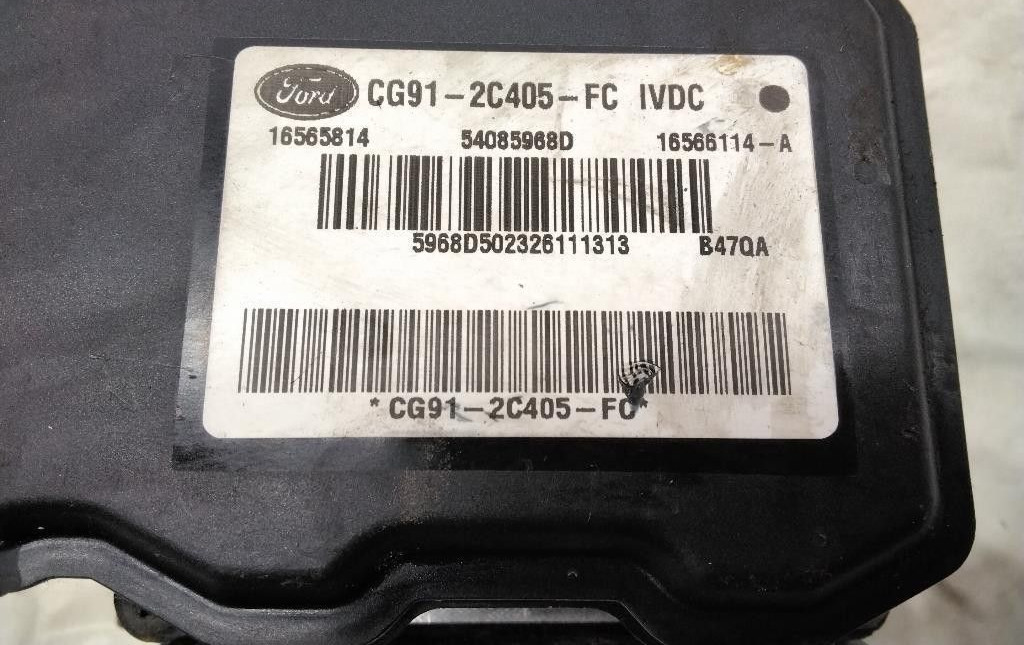 Ford CG91-2C405-FC IVDC
16565814 54085968D 16566114-A
5968D502326111313 B47QA
*CG91-2C405-FC*